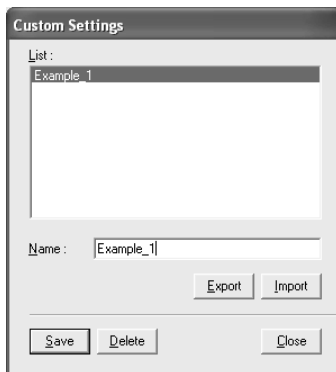 Custom Settings
List :
Example_1
Name : Example_1
Export Import
Save Delete Close